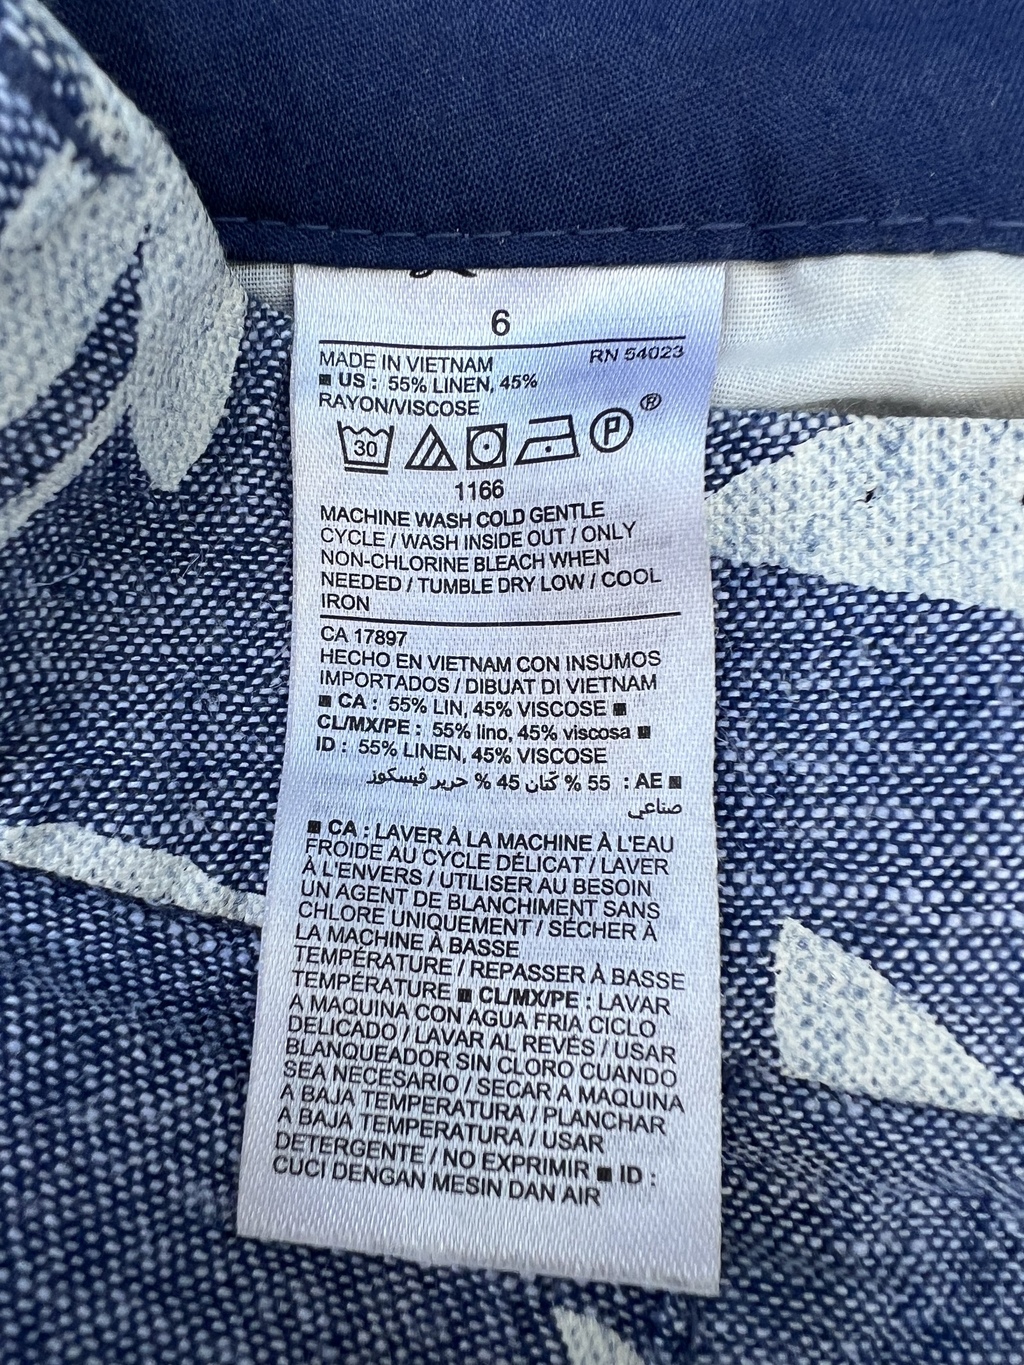 6
MADE IN VIETNAM RN 54023
■ US : 55% LINEN, 45%
RAYON/VISCOSE
30 P ®
1166
MACHINE WASH COLD GENTLE
CYCLE / WASH INSIDE OUT / ONLY
NON-CHLORINE BLEACH WHEN
NEEDED / TUMBLE DRY LOW / COOL
IRON
CA 17897
HECHO EN VIETNAM CON INSUMOS
IMPORTADOS / DIBUAT DI VIETNAM
■ CA : 55% LIN, 45% VISCOSE ■
CL/MX/PE : 55% lino, 45% viscosa ■
ID : 55% LINEN, 45% VISCOSE
■ AE : 55 % كتان 45 % حرير فيسكوز
صناعي
■ CA : LAVER À LA MACHINE À L'EAU
FROIDE AU CYCLE DÉLICAT / LAVER
À L'ENVERS / UTILISER AU BESOIN
UN AGENT DE BLANCHIMENT SANS
CHLORE UNIQUEMENT / SÉCHER À
LA MACHINE À BASSE
TEMPÉRATURE / REPASSER À BASSE
TEMPÉRATURE ■ CL/MX/PE : LAVAR
A MAQUINA CON AGUA FRIA CICLO
DELICADO / LAVAR AL REVÉS / USAR
BLANQUEADOR SIN CLORO CUANDO
SEA NECESARIO / SECAR A MAQUINA
A BAJA TEMPERATURA / PLANCHAR
A BAJA TEMPERATURA / USAR
DETERGENTE / NO EXPRIMIR ■ ID :
CUCI DENGAN MESIN DAN AIR